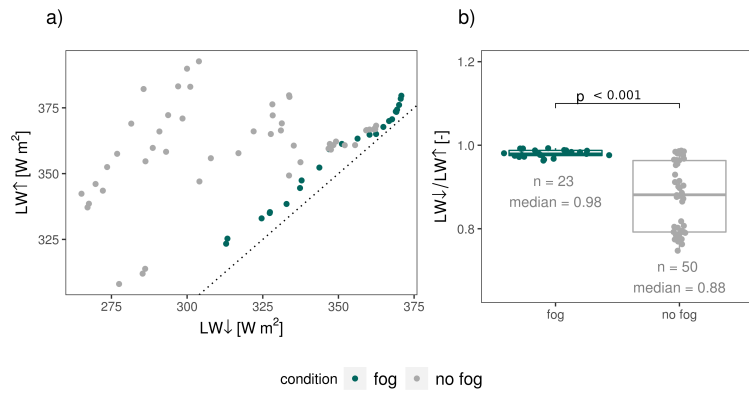 a)
b)
LW↑ [W m²]
375
350
325
275
300
325
350
375
LW↓ [W m²]
LW↓/LW↑ [-]
1.2
1.0
0.8
p < 0.001
n = 23
median = 0.98
n = 50
median = 0.88
fog
no fog
condition
fog
no fog